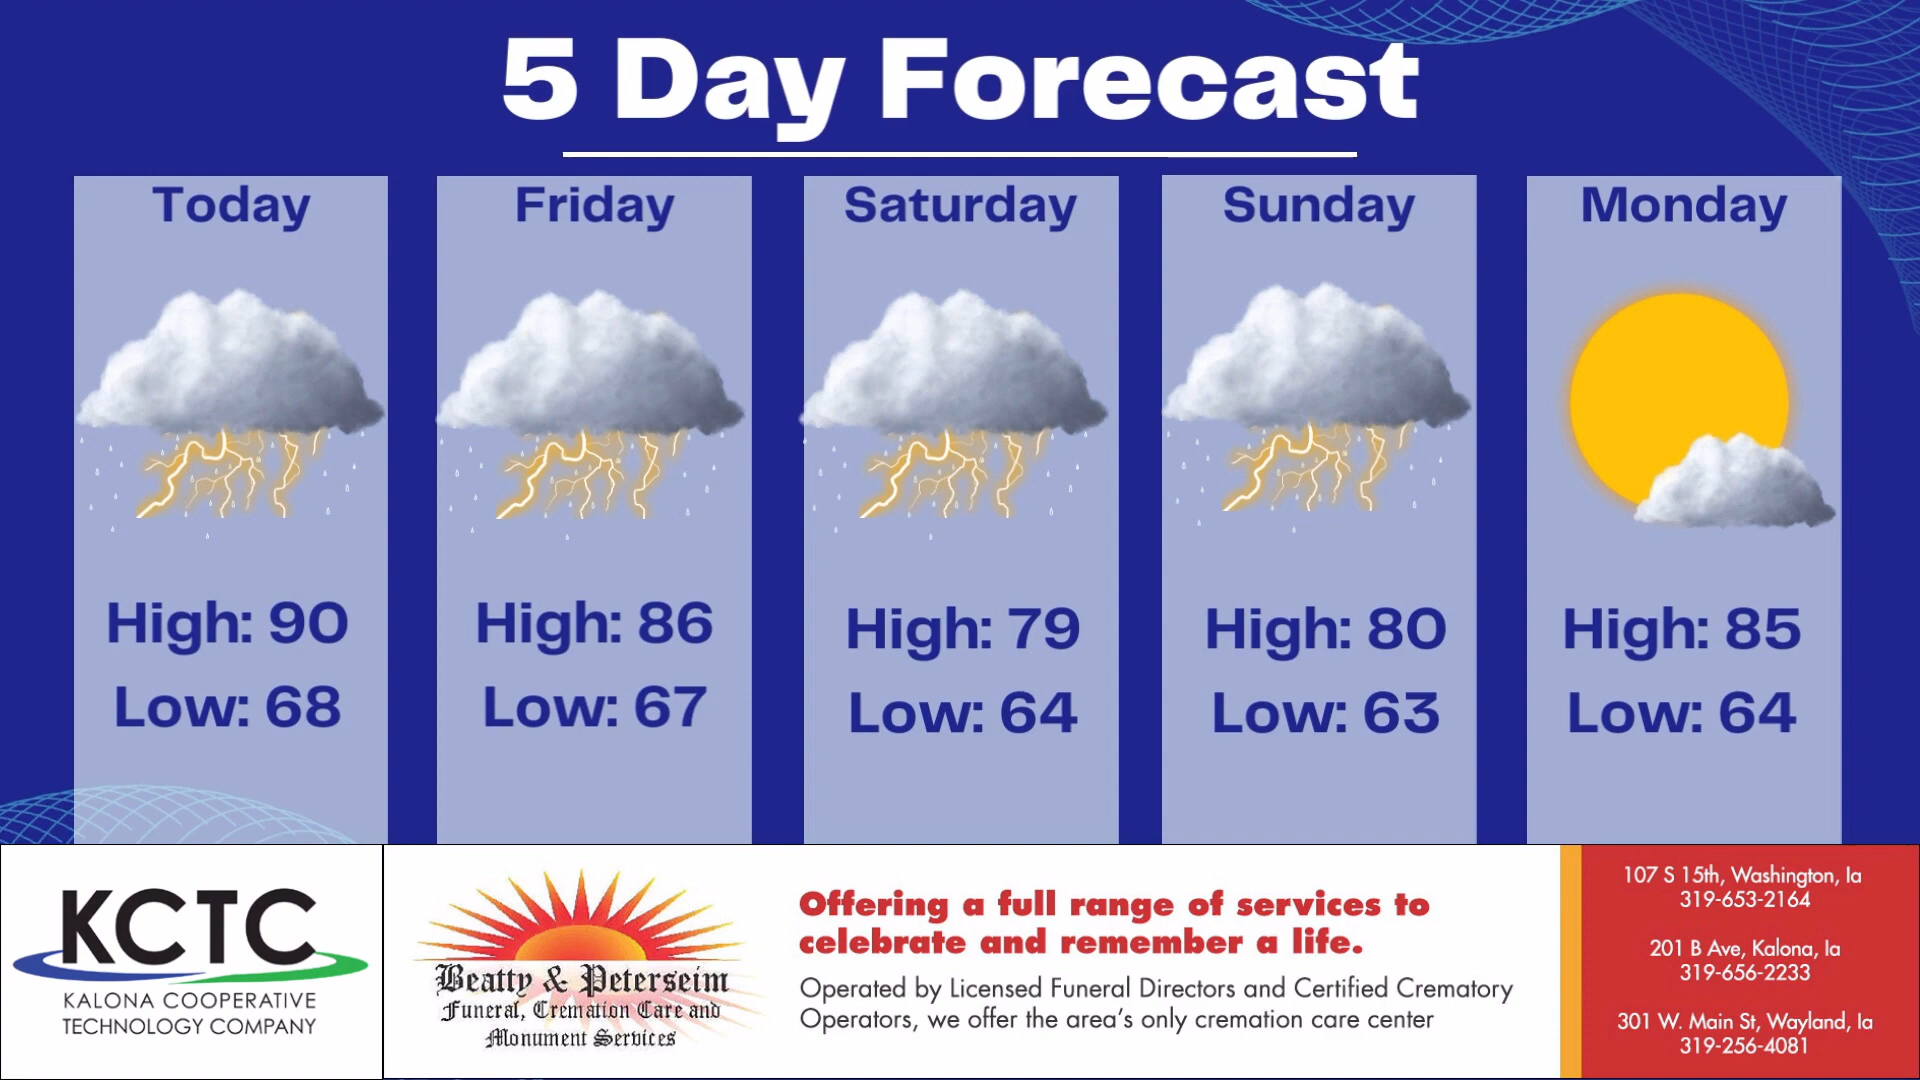 5 Day Forecast
Today
High: 90
Low: 68
Friday
High: 86
Low: 67
Saturday
High: 79
Low: 64
Sunday
High: 80
Low: 63
Monday
High: 85
Low: 64
KCTC
KALONA COOPERATIVE
TECHNOLOGY COMPANY
Beatty & Peterseim
Funeral, Cremation Care and
Monument Services
Offering a full range of services to
celebrate and remember a life.
Operated by Licensed Funeral Directors and Certified Crematory
Operators, we offer the area's only cremation care center
107 S 15th, Washington, Ia
319-653-2164
201 B Ave, Kalona, Ia
319-656-2233
301 W. Main St, Wayland, Ia
319-256-4081